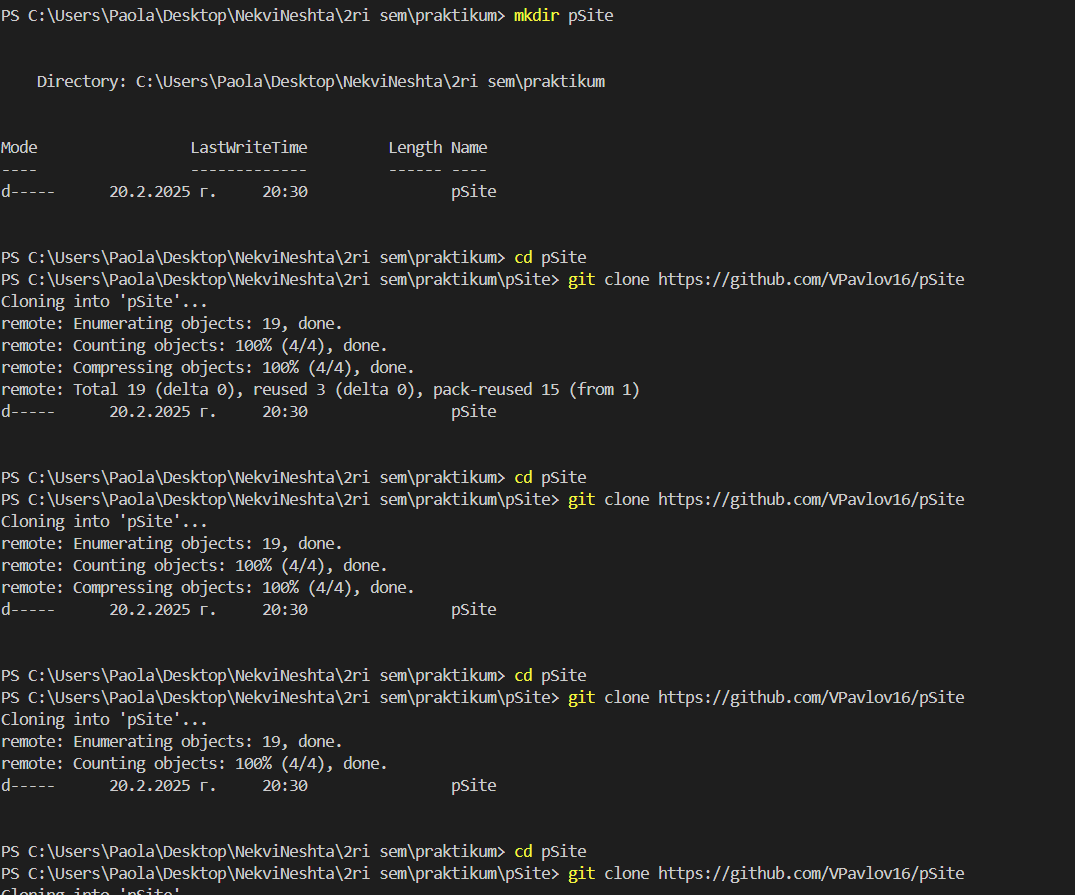 PS C:\Users\Paola\Desktop\NekviNeshta\2ri sem\praktikum> mkdir pSite
Directory: C:\Users\Paola\Desktop\NekviNeshta\2ri sem\praktikum
Mode LastWriteTime Length Name
---- ------------- ------ ----
d----- 20.2.2025 г. 20:30 pSite
PS C:\Users\Paola\Desktop\NekviNeshta\2ri sem\praktikum> cd pSite
PS C:\Users\Paola\Desktop\NekviNeshta\2ri sem\praktikum\pSite> git clone https://github.com/VPavlov16/pSite
Cloning into 'pSite'...
remote: Enumerating objects: 19, done.
remote: Counting objects: 100% (4/4), done.
remote: Compressing objects: 100% (4/4), done.
remote: Total 19 (delta 0), reused 3 (delta 0), pack-reused 15 (from 1)
d----- 20.2.2025 г. 20:30 pSite
PS C:\Users\Paola\Desktop\NekviNeshta\2ri sem\praktikum> cd pSite
PS C:\Users\Paola\Desktop\NekviNeshta\2ri sem\praktikum\pSite> git clone https://github.com/VPavlov16/pSite
Cloning into 'pSite'...
remote: Enumerating objects: 19, done.
remote: Counting objects: 100% (4/4), done.
remote: Compressing objects: 100% (4/4), done.
d----- 20.2.2025 г. 20:30 pSite
PS C:\Users\Paola\Desktop\NekviNeshta\2ri sem\praktikum> cd pSite
PS C:\Users\Paola\Desktop\NekviNeshta\2ri sem\praktikum\pSite> git clone https://github.com/VPavlov16/pSite
Cloning into 'pSite'...
remote: Enumerating objects: 19, done.
remote: Counting objects: 100% (4/4), done.
d----- 20.2.2025 г. 20:30 pSite
PS C:\Users\Paola\Desktop\NekviNeshta\2ri sem\praktikum> cd pSite
PS C:\Users\Paola\Desktop\NekviNeshta\2ri sem\praktikum\pSite> git clone https://github.com/VPavlov16/pSite
Cloning into 'pSite'